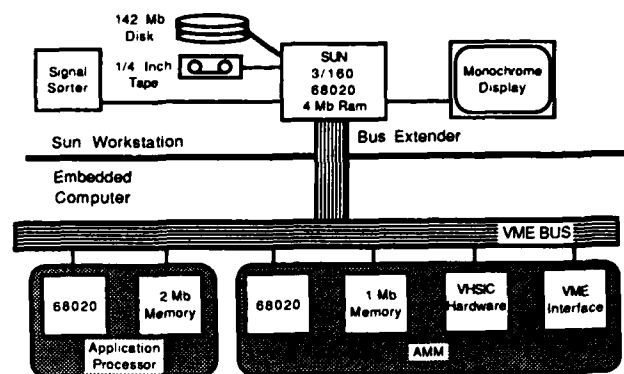 142 Mb
Disk
1/4 Inch
Tape
Signal
Sorter
SUN
3/160
68020
4 Mb Ram
Monochrome
Display
Sun Workstation
Bus Extender
Embedded
Computer
VME BUS
68020
2 Mb
Memory
Application
Processor
68020
1 Mb
Memory
VHSIC
Hardware
VME
Interface
AMM